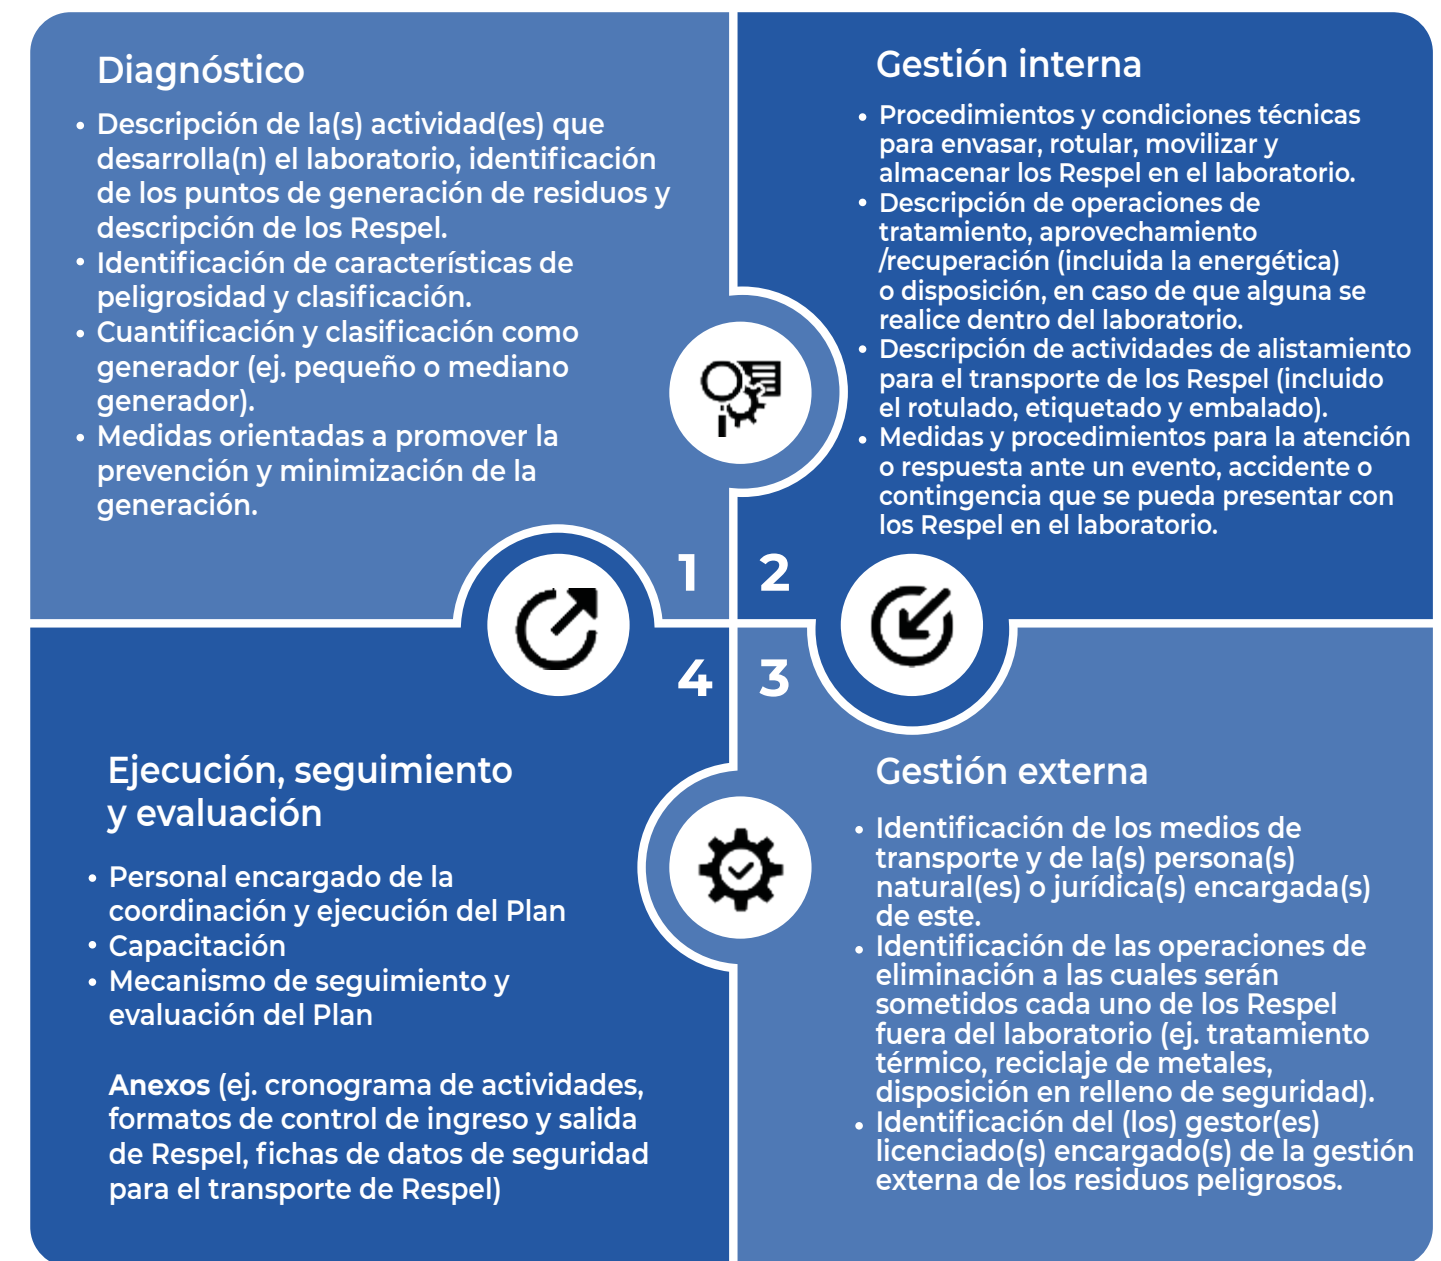 Diagnóstico
• Descripción de la(s) actividad(es) que
desarrolla(n) el laboratorio, identificación
de los puntos de generación de residuos y
descripción de los Respel.
• Identificación de características de
peligrosidad y clasificación.
• Cuantificación y clasificación como
generador (ej. pequeño o mediano
generador).
• Medidas orientadas a promover la
prevención y minimización de la
generación.
1
Gestión interna
• Procedimientos y condiciones técnicas
para envasar, rotular, movilizar y
almacenar los Respel en el laboratorio.
• Descripción de operaciones de
tratamiento, aprovechamiento
/recuperación (incluida la energética)
o disposición, en caso de que alguna se
realice dentro del laboratorio.
• Descripción de actividades de alistamiento
para el transporte de los Respel (incluido
el rotulado, etiquetado y embalado).
• Medidas y procedimientos para la atención
o respuesta ante un evento, accidente o
contingencia que se pueda presentar con
los Respel en el laboratorio.
2
3
Gestión externa
• Identificación de los medios de
transporte y de la(s) persona(s)
natural(es) o jurídica(s) encargada(s)
de este.
• Identificación de las operaciones de
eliminación a las cuales serán
sometidos cada uno de los Respel
fuera del laboratorio (ej. tratamiento
térmico, reciclaje de metales,
disposición en relleno de seguridad).
• Identificación del (los) gestor(es)
licenciado(s) encargado(s) de la gestión
externa de los residuos peligrosos.
4
Ejecución, seguimiento
y evaluación
• Personal encargado de la
coordinación y ejecución del Plan
• Capacitación
• Mecanismo de seguimiento y
evaluación del Plan
Anexos (ej. cronograma de actividades,
formatos de control de ingreso y salida
de Respel, fichas de datos de seguridad
para el transporte de Respel)